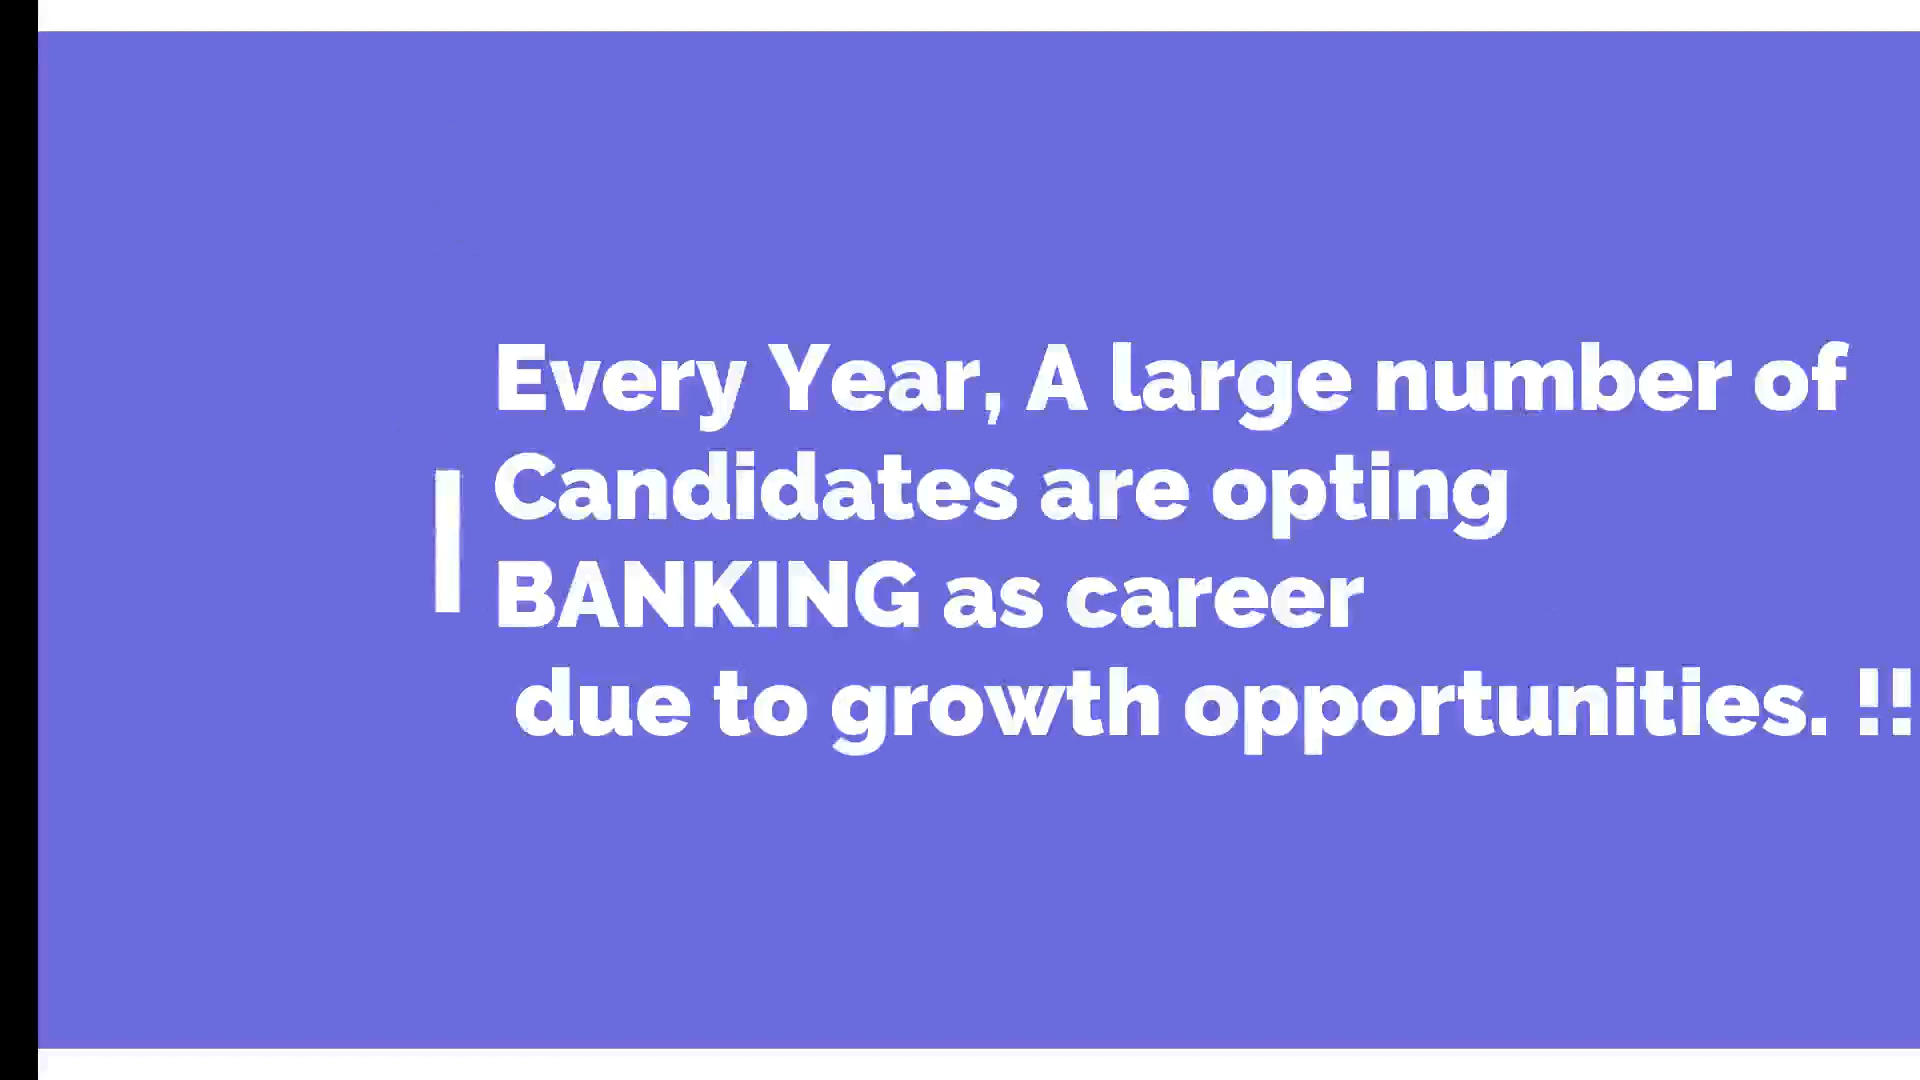 Every Year, A large number of
Candidates are opting
BANKING as career
due to growth opportunities. !!